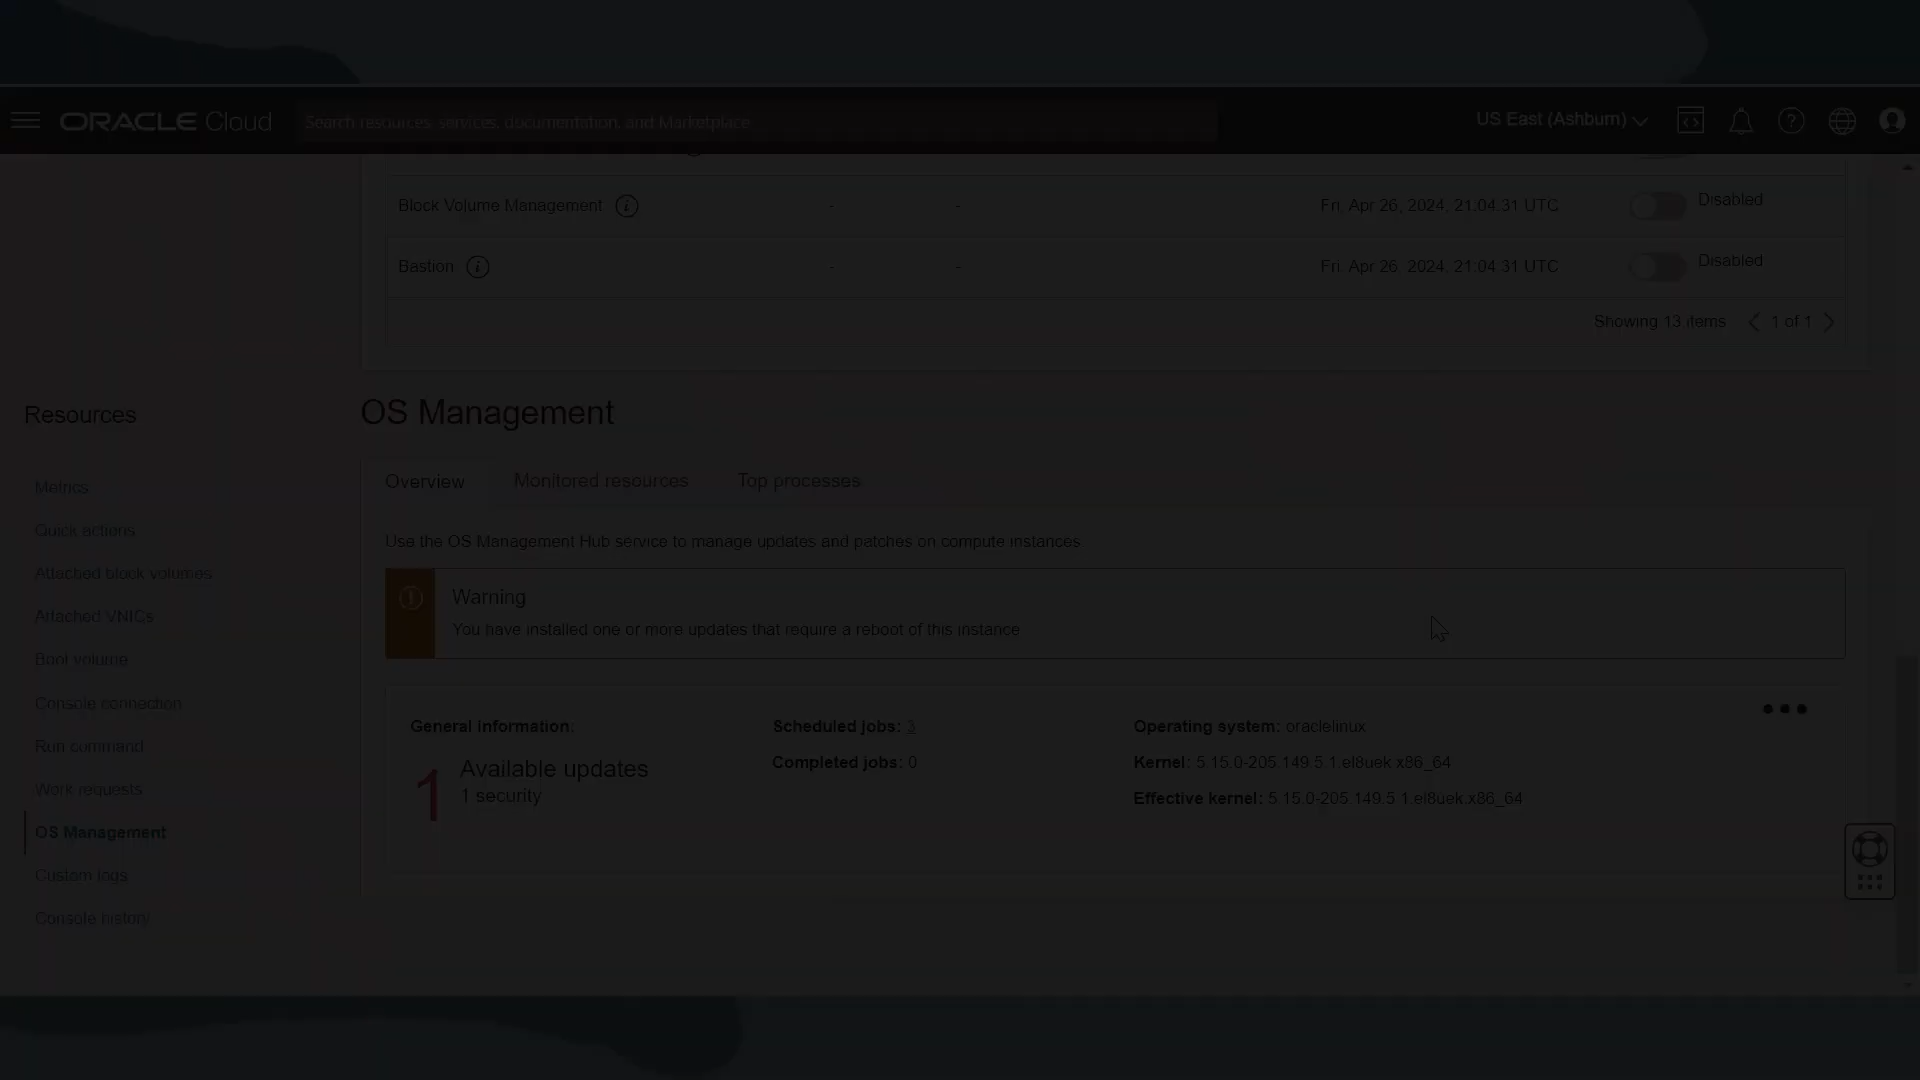 ORACLE Cloud
Search resources, services, documentation, and Marketplace
US East (Ashburn)
Block Volume Management - - Fri, Apr 26, 2024, 21:04:31 UTC Disabled
Bastion - - Fri, Apr 26, 2024, 21:04:31 UTC Disabled
Showing 13 items 1 of 1
Resources
Metrics
Quick actions
Attached block volumes
Attached VNICs
Boot volume
Console connection
Run command
Work requests
OS Management
Custom logs
Console history
OS Management
Overview Monitored resources Top processes
Use the OS Management Hub service to manage updates and patches on compute instances
Warning
You have installed one or more updates that require a reboot of this instance
General Information:
1 Available updates
1 security
Scheduled jobs: 3
Completed jobs: 0
Operating system: oraclelinux
Kernel: 5.15.0-205.149.5.1.el8uek.x86_64
Effective kernel: 5.15.0-205.149.5.1.el8uek.x86_64